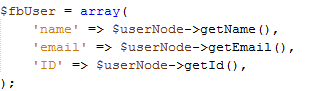 $fbUser = array(
    'name' => $userNode->getName(),
    'email' => $userNode->getEmail(),
    'ID' => $userNode->getId(),
);